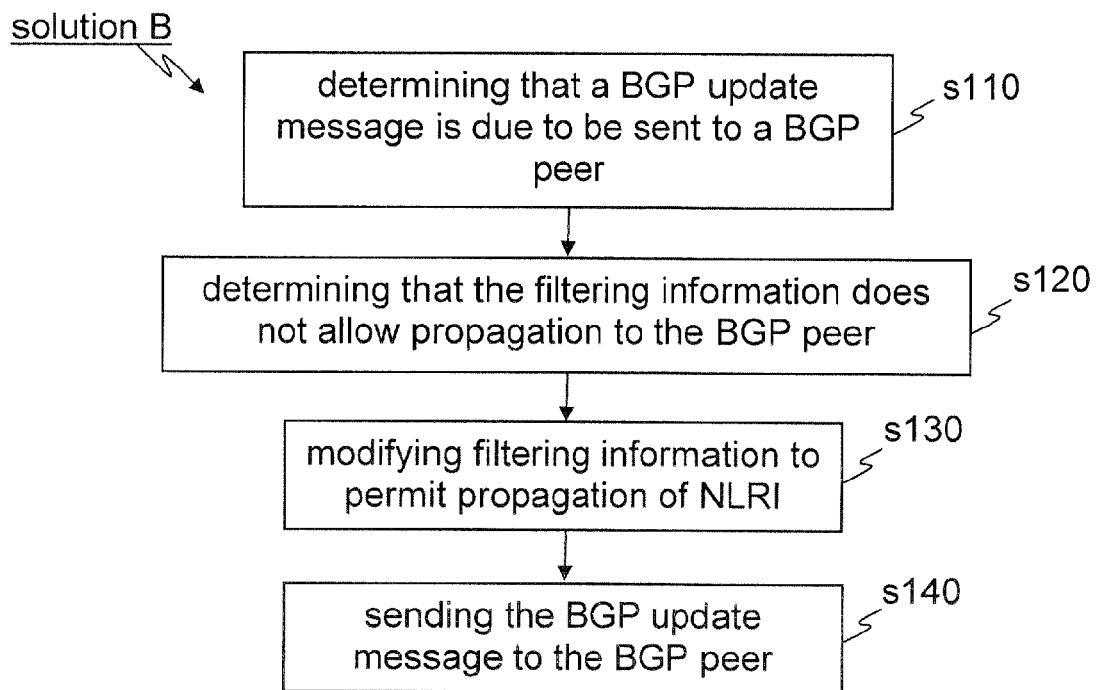 solution B
determining that a BGP update
message is due to be sent to a BGP
peer
s110
determining that the filtering information does
not allow propagation to the BGP peer
s120
modifying filtering information to
permit propagation of NLRI
s130
sending the BGP update
message to the BGP peer
s140